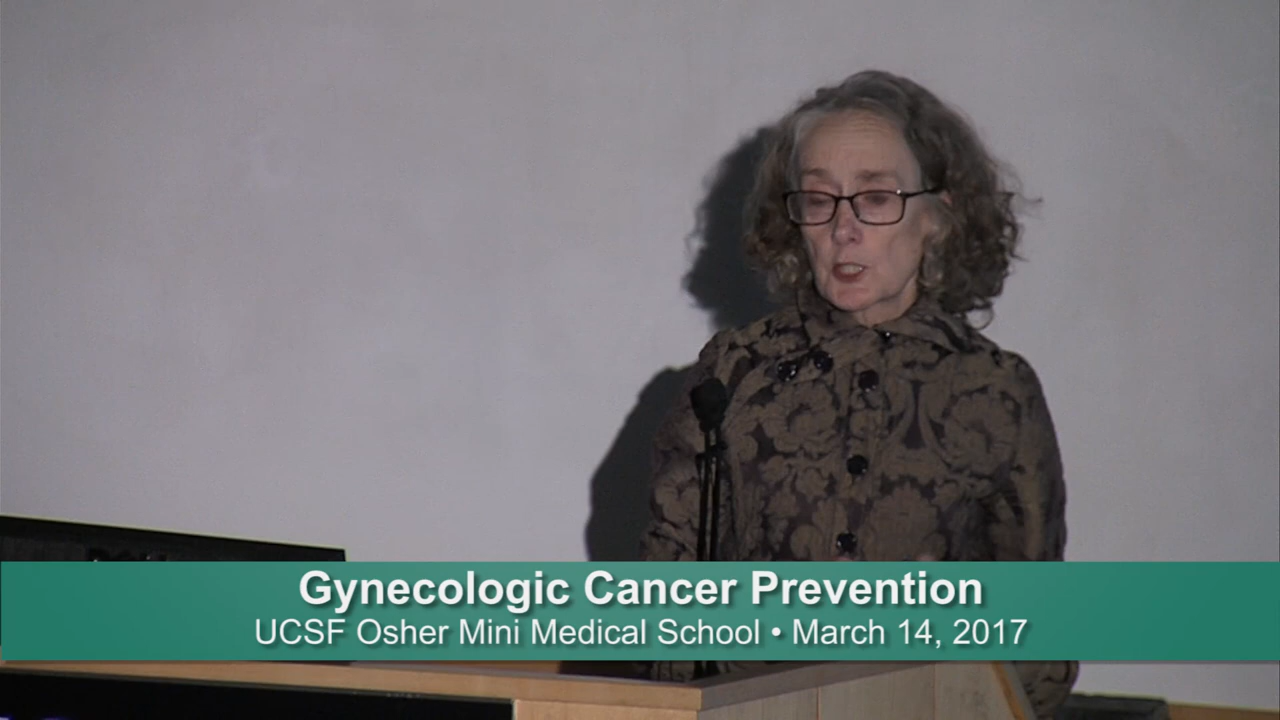 Gynecologic Cancer Prevention
UCSF Osher Mini Medical School • March 14, 2017